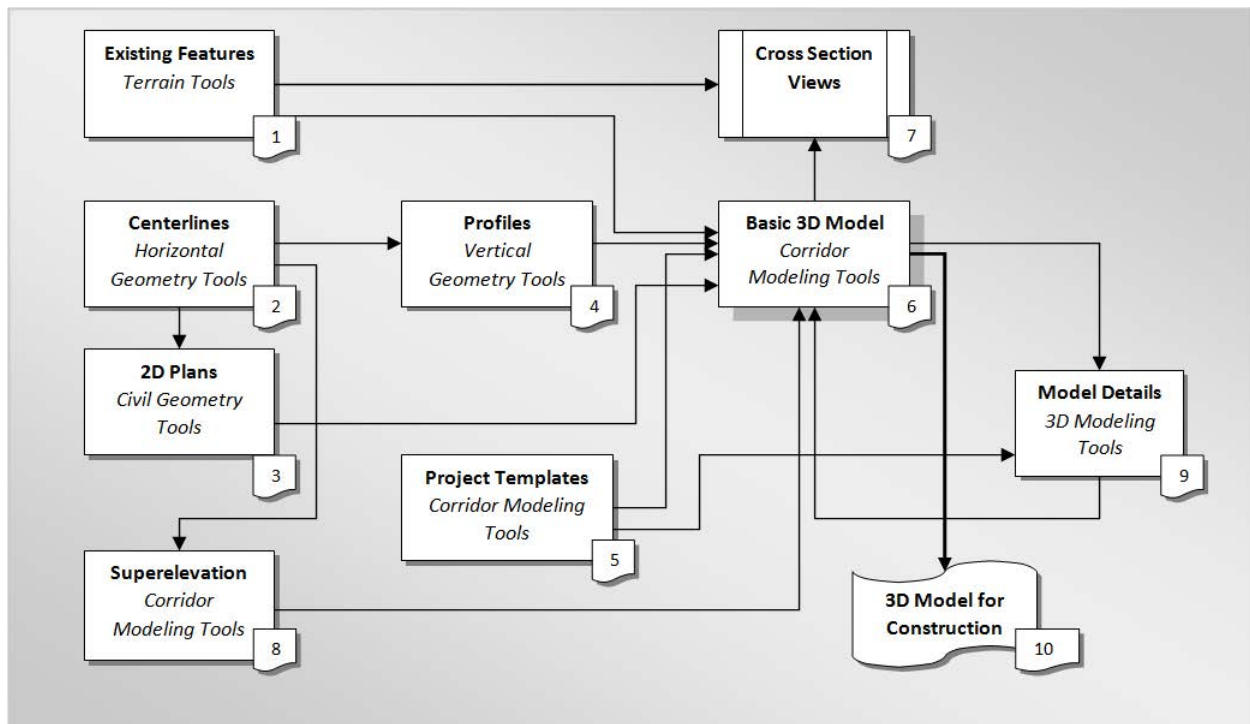 Existing Features
Terrain Tools
1
Cross Section
Views
7
Centerlines
Horizontal
Geometry Tools
2
Profiles
Vertical
Geometry Tools
4
Basic 3D Model
Corridor
Modeling Tools
6
2D Plans
Civil Geometry
Tools
3
Model Details
3D Modeling
Tools
9
Project Templates
Corridor Modeling
Tools
5
Superelevation
Corridor
Modeling Tools
8
3D Model for
Construction
10